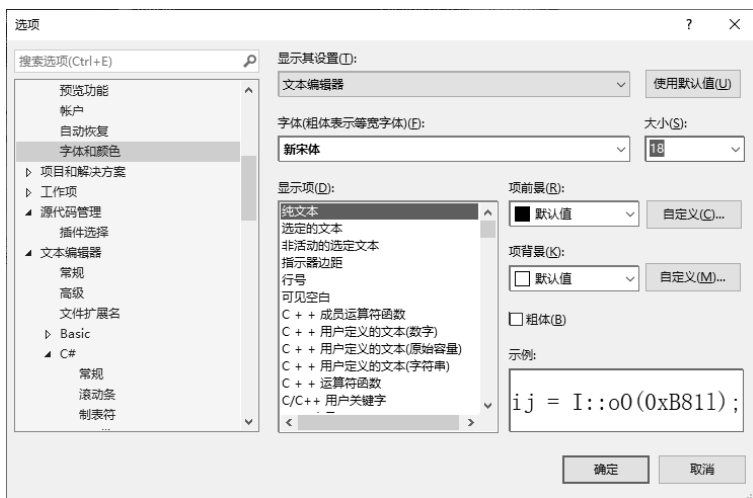 选项
?
×
搜索选项(Ctrl+E)
预览功能
帐户
自动恢复
字体和颜色
项目和解决方案
工作项
源代码管理
插件选择
文本编辑器
常规
高级
文件扩展名
Basic
C#
常规
滚动条
制表符
显示其设置(T):
文本编辑器
使用默认值(U)
字体(粗体表示等宽字体)(F):
大小(S):
新宋体
18
显示项(D):
纯文本
选定的文本
非活动的选定文本
指示器边距
行号
可见空白
C + + 成员运算符函数
C + + 用户定义的文本(数字)
C + + 用户定义的文本(原始容量)
C + + 用户定义的文本(字符串)
C + + 运算符函数
C/C++ 用户关键字
项前景(R):
默认值
自定义(C)...
项背景(K):
默认值
自定义(M)...
粗体(B)
示例:
ij = I::oO(0xB81l);
确定
取消